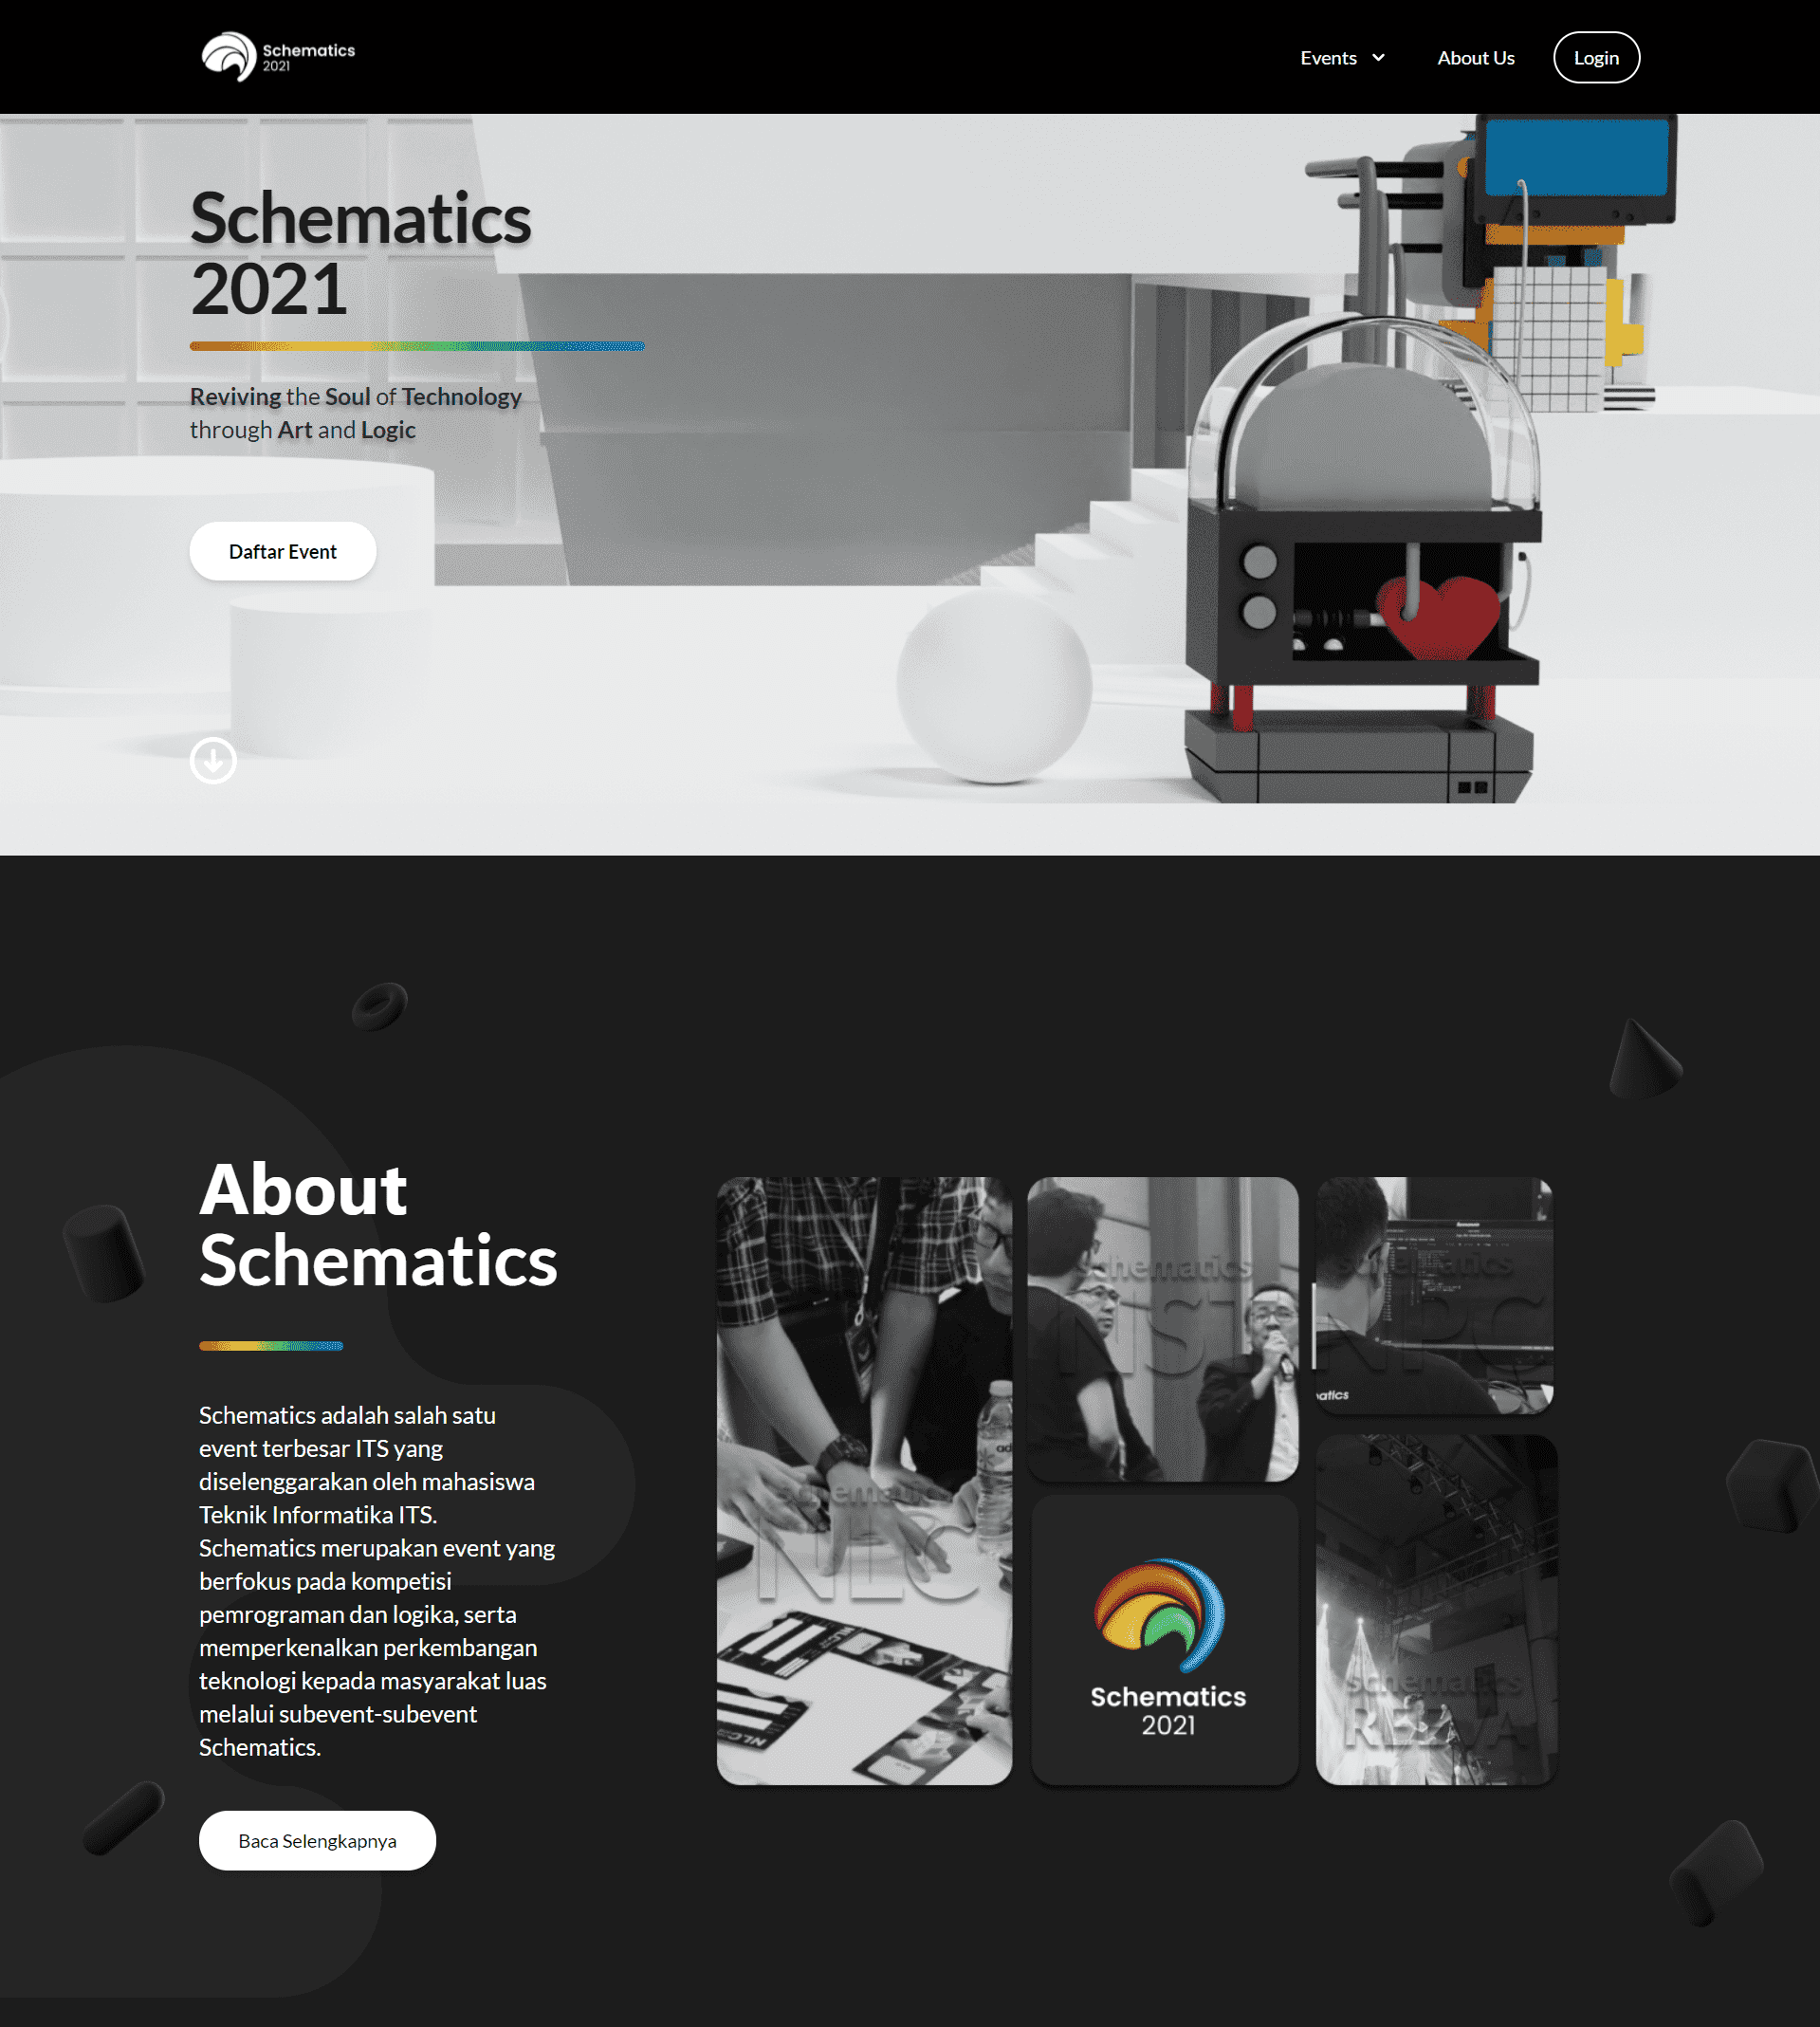 Schematics
2021
Events
About Us
Login
Schematics
2021
Reviving the Soul of Technology
through Art and Logic
Daftar Event
About
Schematics
Schematics adalah salah satu
event terbesar ITS yang
diselenggarakan oleh mahasiswa
Teknik Informatika ITS.
Schematics merupakan event yang
berfokus pada kompetisi
pemrograman dan logika, serta
memperkenalkan perkembangan
teknologi kepada masyarakat luas
melalui subevent-subevent
Schematics.
Baca Selengkapnya
schematics
NLC
NLC
NLC
schematics
NST
schematics
NPC
Schematics
2021
schematics
REEVA